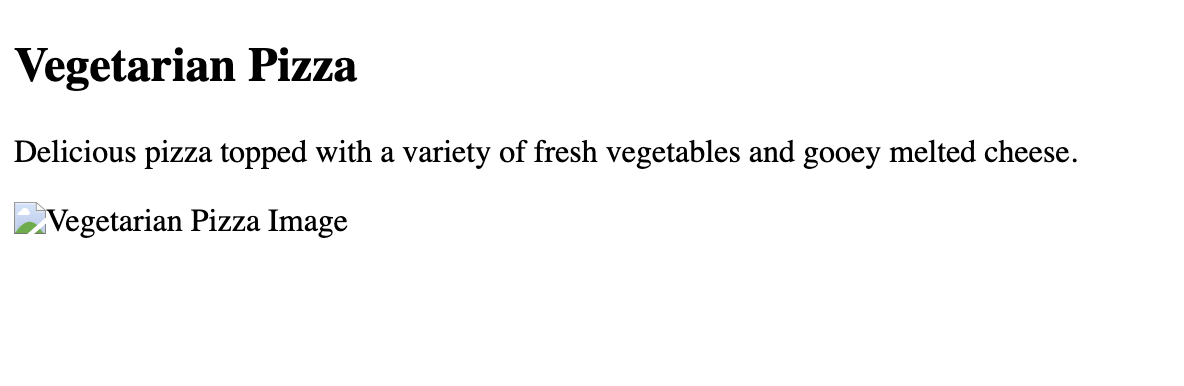 Vegetarian Pizza
Delicious pizza topped with a variety of fresh vegetables and gooey melted cheese.
Vegetarian Pizza Image